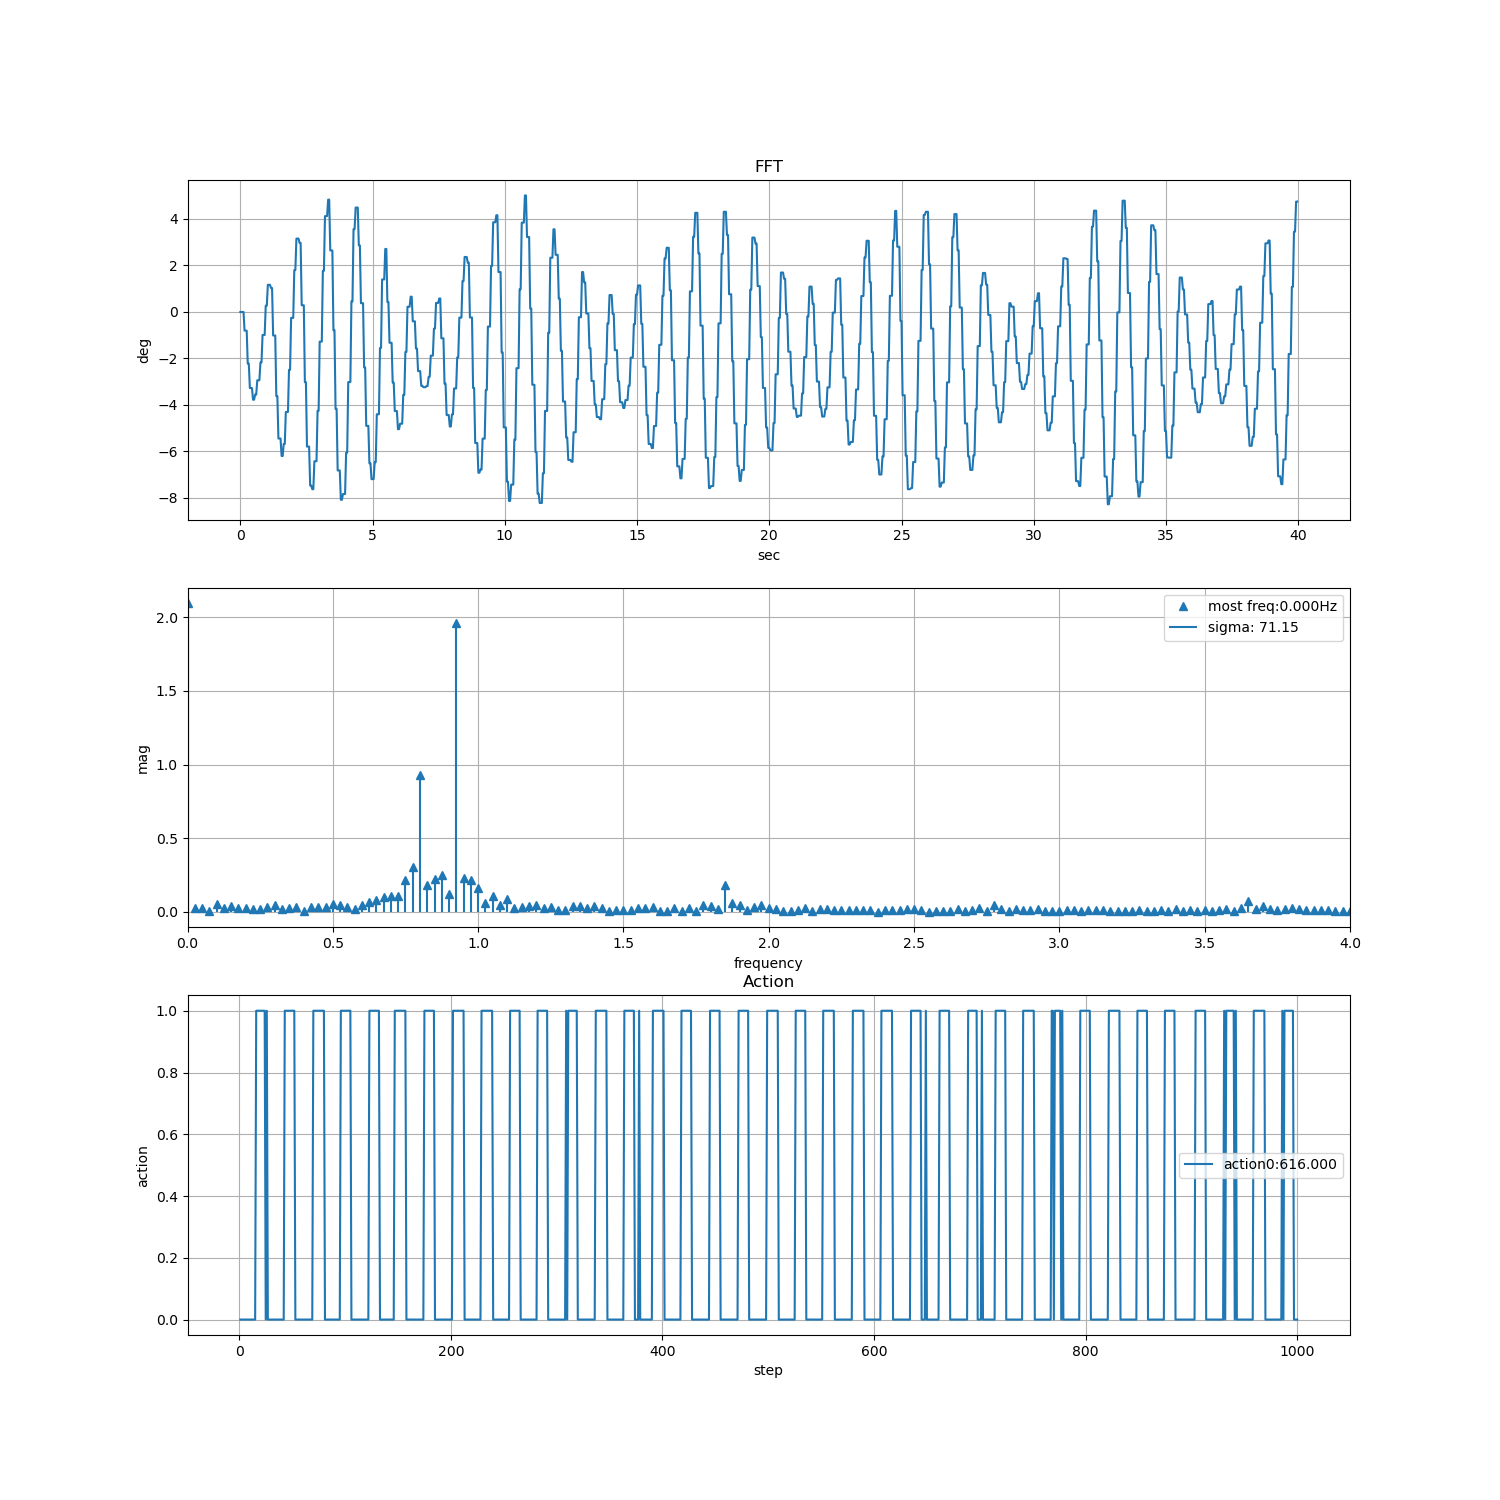 FFT
4
2
0
−2
−4
−6
−8
deg
0 5 10 15 20 25 30 35 40
sec
2.0
1.5
1.0
0.5
0.0
mag
most freq:0.000Hz
sigma: 71.15
0.0 0.5 1.0 1.5 2.0 2.5 3.0 3.5 4.0
frequency
Action
1.0
0.8
0.6
0.4
0.2
0.0
action
action0:616.000
0 200 400 600 800 1000
step